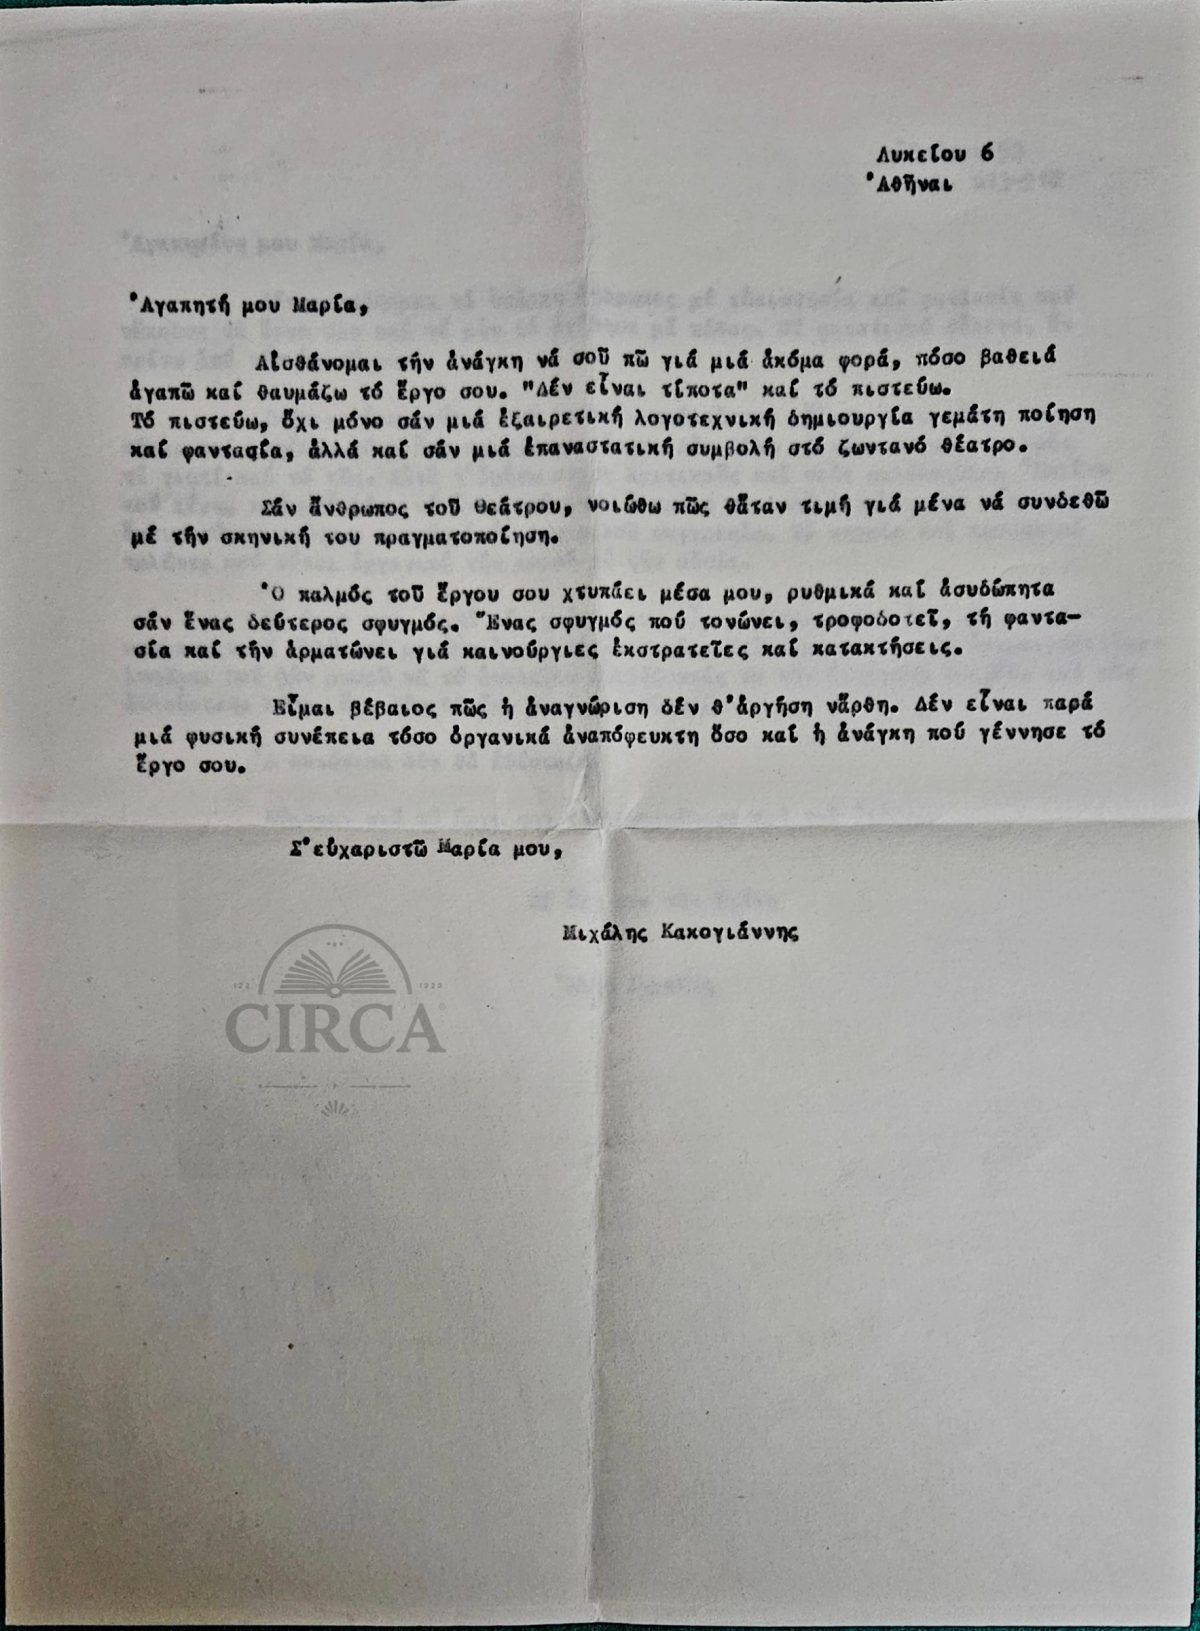 Λυκείου 6
'Αθῆναι
'Αγαπητή μου Μαρία,
Αἰσθάνομαι τήν ἀνάγκη νά σοῦ πῶ γιά μιά ἀκόμα φορά, πόσο βαθειά
ἀγαπῶ καί θαυμάζω τό ἔργο σου. "Δέν εἶναι τίποτα" καί τό πιστεύω.
Τό πιστεύω, ὄχι μόνο σάν μιά ἐξαιρετική λογοτεχνική δημιουργία γεμάτη ποίηση
καί φαντασία, ἀλλά καί σάν μιά ἐπαναστατική συμβολή στό ζωντανό θέατρο.
Σάν ἄνθρωπος τοῦ Θεάτρου, νοιώθω πῶς θἆταν τιμή γιά μένα νά συνδεθῶ
μέ τήν σκηνική του πραγματοποίηση.
'Ο παλμός τοῦ ἔργου σου χτυπάει μέσα μου, ρυθμικά καί ἀσυδώπητα
σάν ἕνας δεύτερος σφυγμός. Ἕνας σφυγμός πού τονώνει, τροφοδοτεῖ, τή φαντα-
σία καί τήν ἁρματώνει γιά καινούργιες ἐκστρατεῖες καί κατακτήσεις.
Εἶμαι βέβαιος πῶς ἡ ἀναγνώριση δέν θ'ἀργήση νἄρθη. Δέν εἶναι παρά
μιά φυσική συνέπεια τόσο ὀργανικά ἀναπόφευκτη ὅσο καί ἡ ἀνάγκη πού γέννησε τό
ἔργο σου.
Σ'εὐχαριστῶ Μαρία μου,
Μιχάλης Κακογιάννης
CIRCA